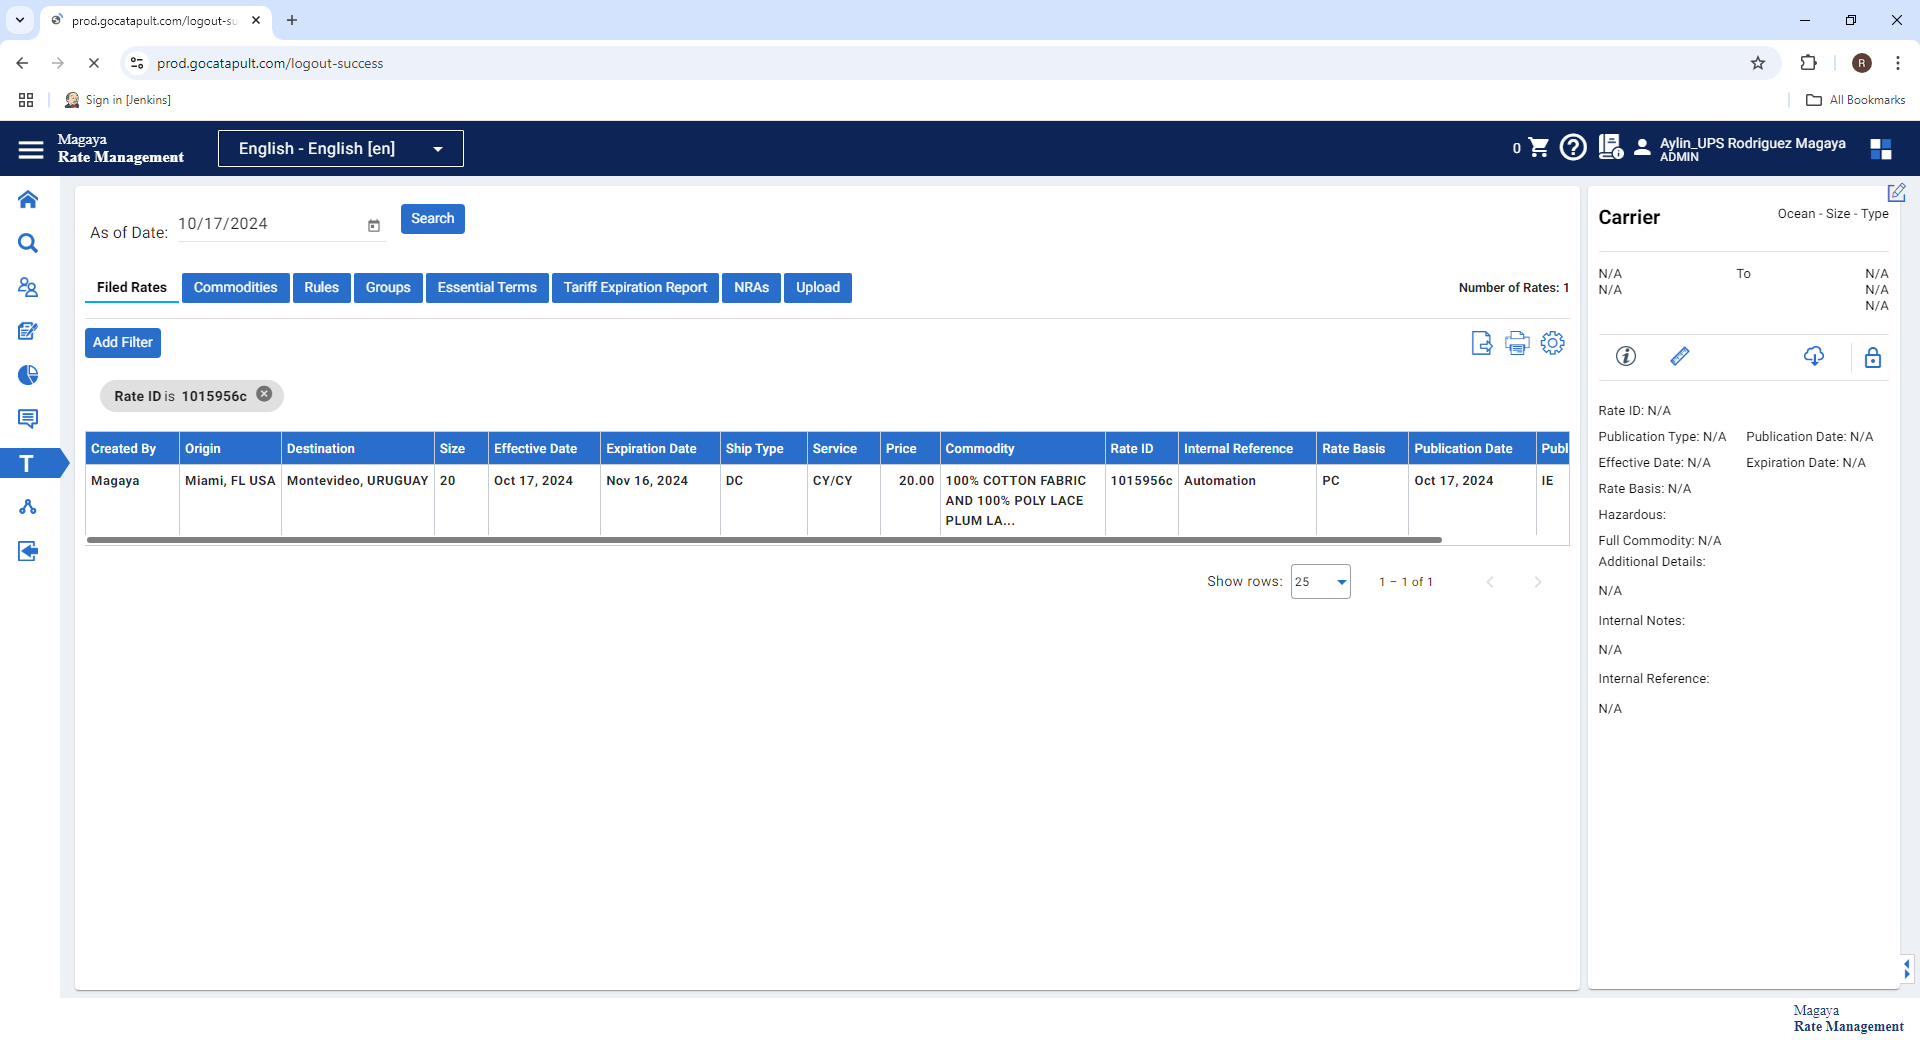 prod.gocatapult.com/logout-su
prod.gocatapult.com/logout-success
R
Sign in [Jenkins]
All Bookmarks
Magaya
Rate Management
English - English [en]
0
Aylin_UPS Rodriguez Magaya
ADMIN
As of Date: 10/17/2024
Search
Filed Rates Commodities Rules Groups Essential Terms Tariff Expiration Report NRAs Upload
Number of Rates: 1
Add Filter
Rate ID is 1015956c
Created By Origin Destination Size Effective Date Expiration Date Ship Type Service Price Commodity Rate ID Internal Reference Rate Basis Publication Date Publ
Magaya Miami, FL USA Montevideo, URUGUAY 20 Oct 17, 2024 Nov 16, 2024 DC CY/CY 20.00 100% COTTON FABRIC 1015956c Automation PC Oct 17, 2024 IE
AND 100% POLY LACE
PLUM LA...
Show rows: 25 1 – 1 of 1
T
Carrier Ocean - Size - Type
N/A To N/A
N/A N/A
N/A
Rate ID: N/A
Publication Type: N/A Publication Date: N/A
Effective Date: N/A Expiration Date: N/A
Rate Basis: N/A
Hazardous:
Full Commodity: N/A
Additional Details:
N/A
Internal Notes:
N/A
Internal Reference:
N/A
Magaya
Rate Management